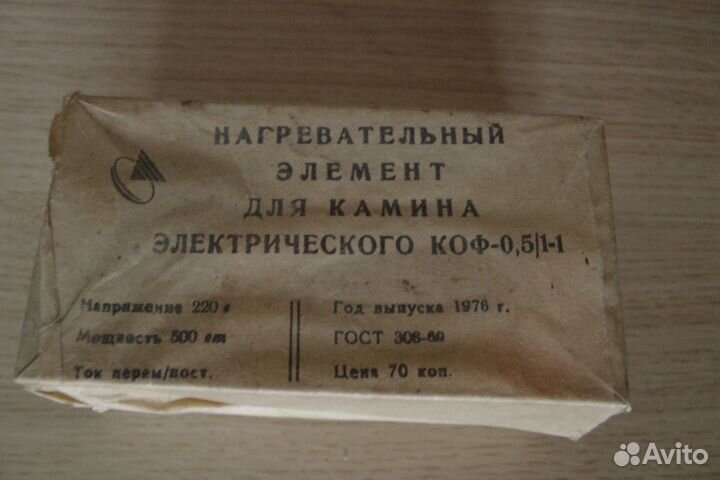 НАГРЕВАТЕЛЬНЫЙ
ЭЛЕМЕНТ
ДЛЯ КАМИНА
ЭЛЕКТРИЧЕСКОГО КОФ-0,5/1-1
Напряжение 220 в
Мощность 500 вт
Ток перем/пост.
Год выпуска 1976 г.
ГОСТ 308-69
Цена 70 коп.
Avito